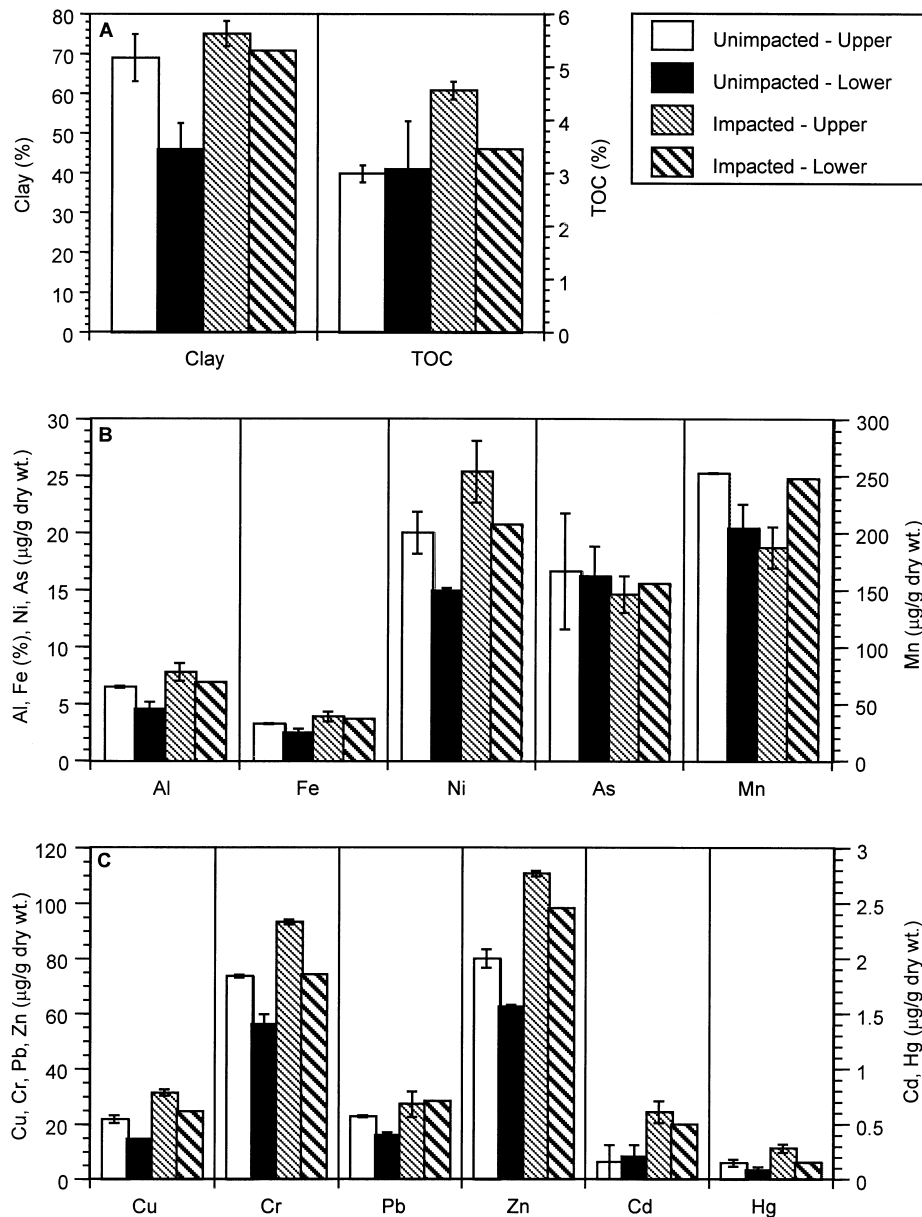 A
80
70
60
50
40
30
20
10
0
Clay (%)
6
5
4
3
2
1
0
TOC (%)
Clay
TOC
Unimpacted - Upper
Unimpacted - Lower
Impacted - Upper
Impacted - Lower
B
30
25
20
15
10
5
0
Al, Fe (%), Ni, As (μg/g dry wt.)
300
250
200
150
100
50
0
Mn (μg/g dry wt.)
Al
Fe
Ni
As
Mn
C
120
100
80
60
40
20
0
Cu, Cr, Pb, Zn (μg/g dry wt.)
3
2.5
2
1.5
1
0.5
0
Cd, Hg (μg/g dry wt.)
Cu
Cr
Pb
Zn
Cd
Hg